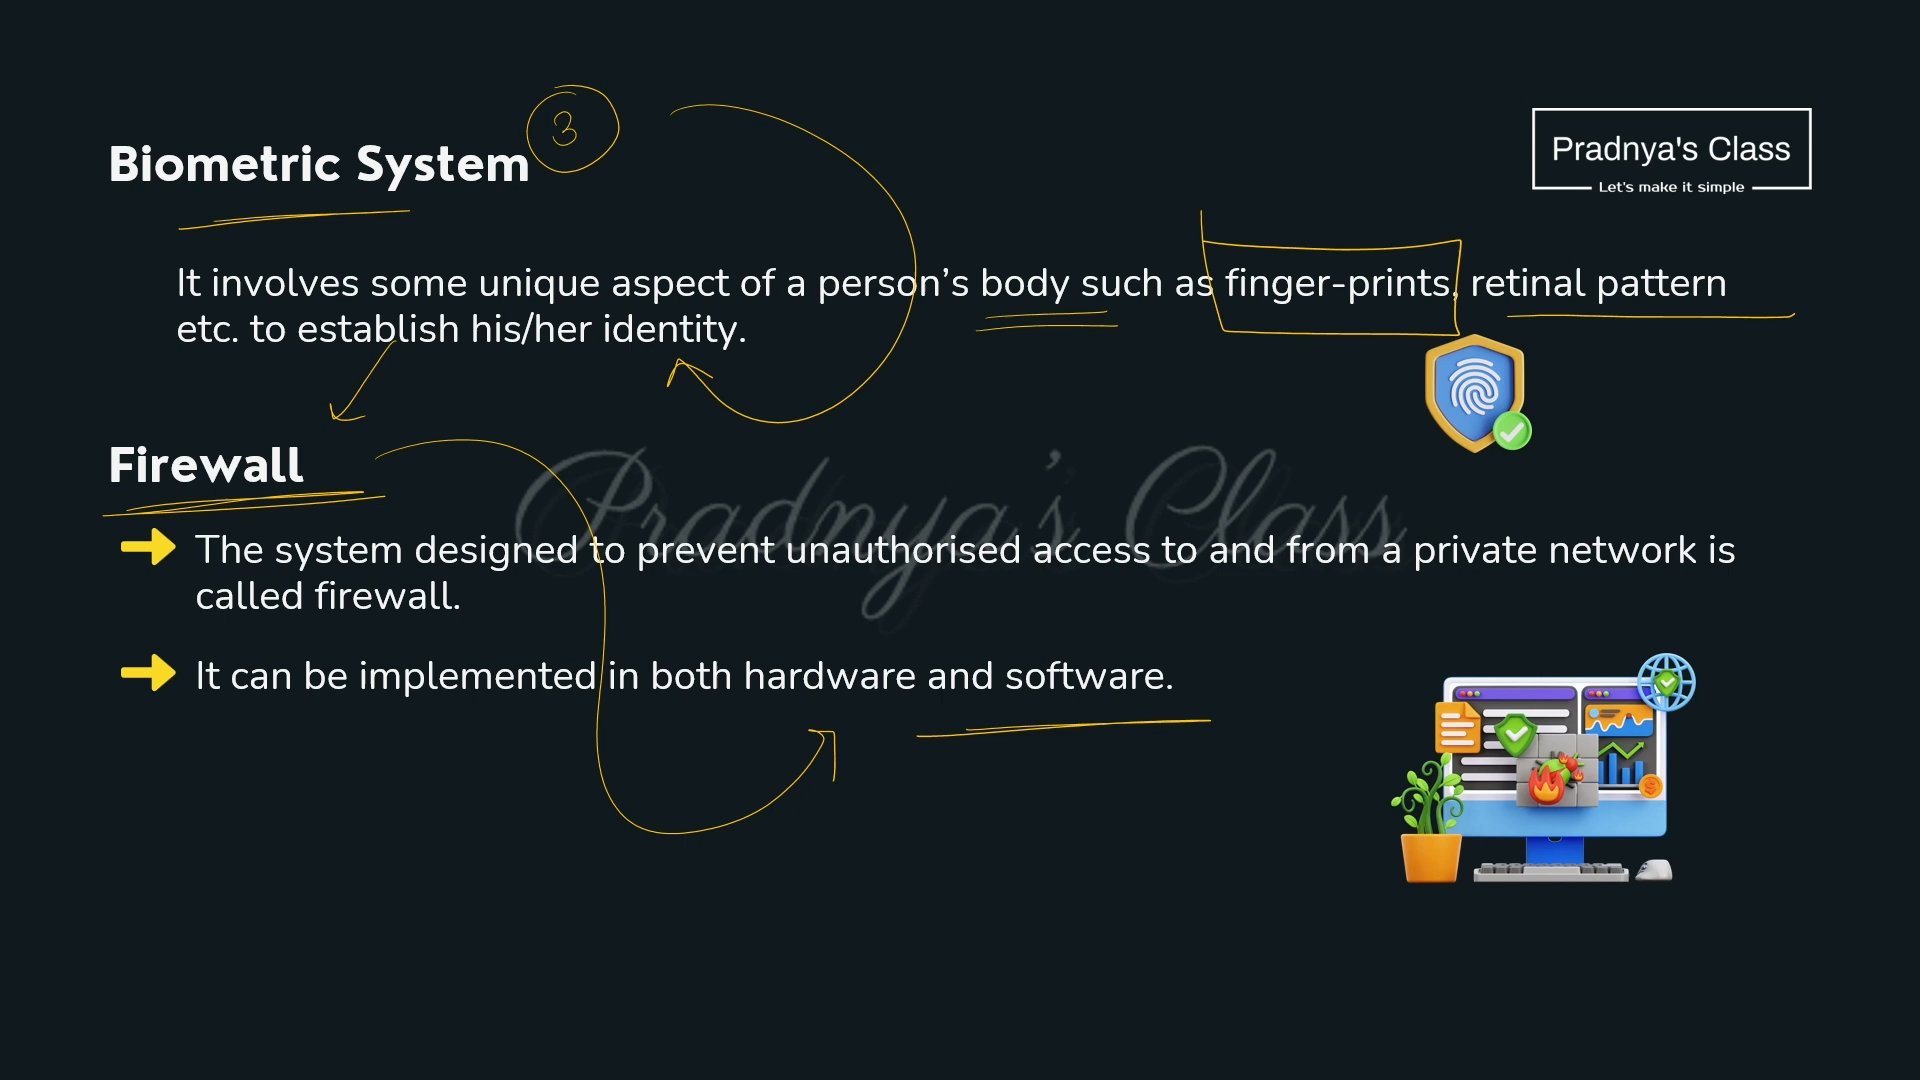 Biometric System
3
Pradnya's Class
Let's make it simple
It involves some unique aspect of a person's body such as finger-prints, retinal pattern
etc. to establish his/her identity.
Firewall
Pradnya's Class
The system designed to prevent unauthorised access to and from a private network is
called firewall.
It can be implemented in both hardware and software.